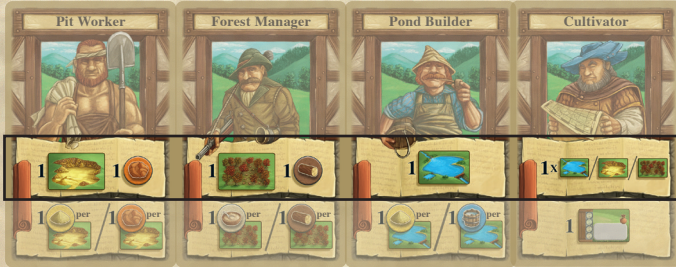 Pit Worker
Forest Manager
Pond Builder
Cultivator
1 1
1 1
1
1x / /
1 per / 1 per
1 per / 1 per
1 per / 1 per
1